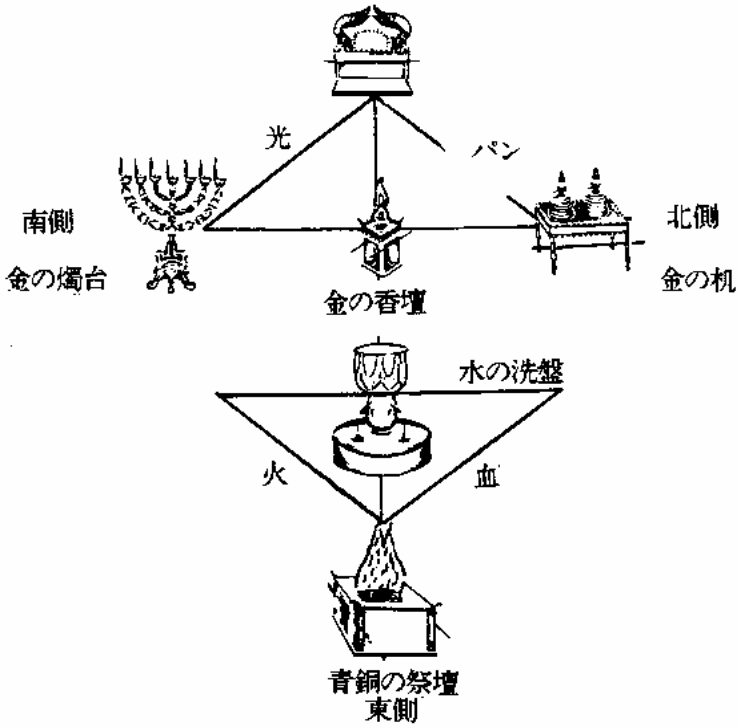 光
パン
南側
北側
金の燭台
金の机
金の香壇
水の洗盤
火
血
青銅の祭壇
東側